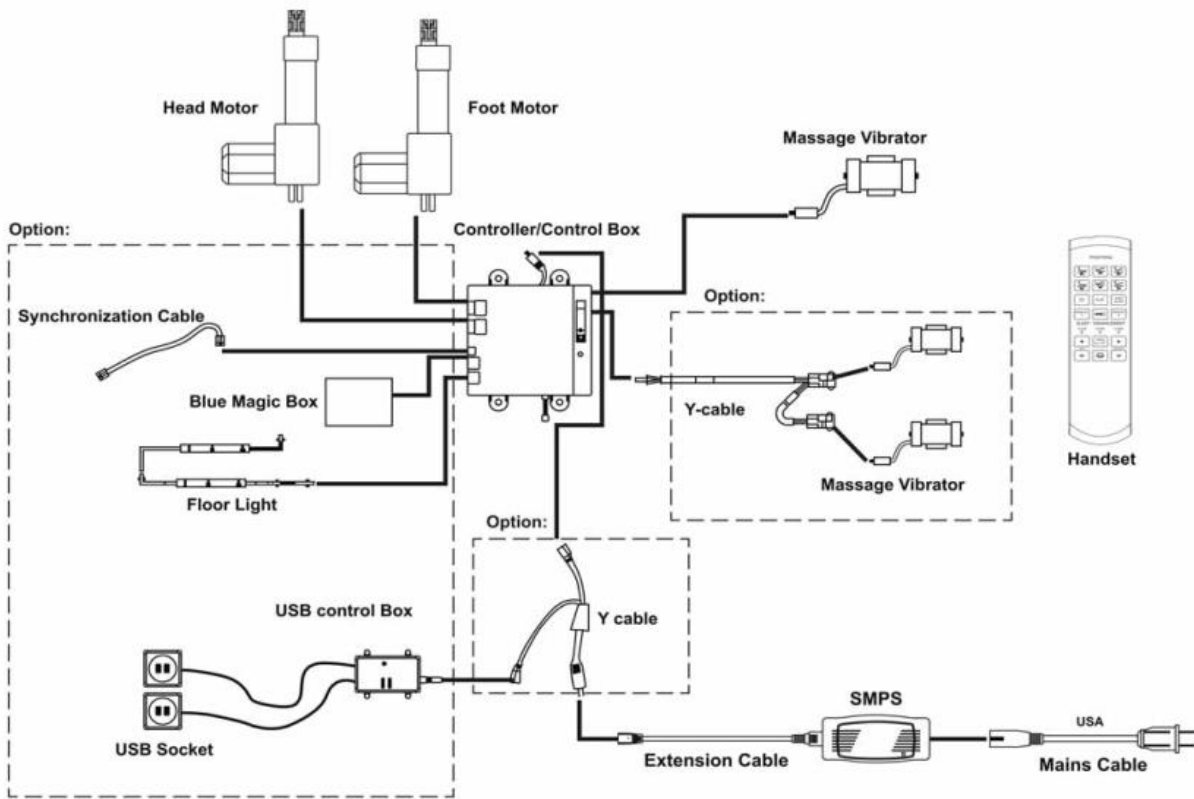 Head Motor
Foot Motor
Massage Vibrator
Option:
Controller/Control Box
Option:
Synchronization Cable
Blue Magic Box
Y-cable
Handset
Massage Vibrator
Floor Light
Option:
USB control Box
Y cable
SMPS
USA
USB Socket
Extension Cable
Mains Cable